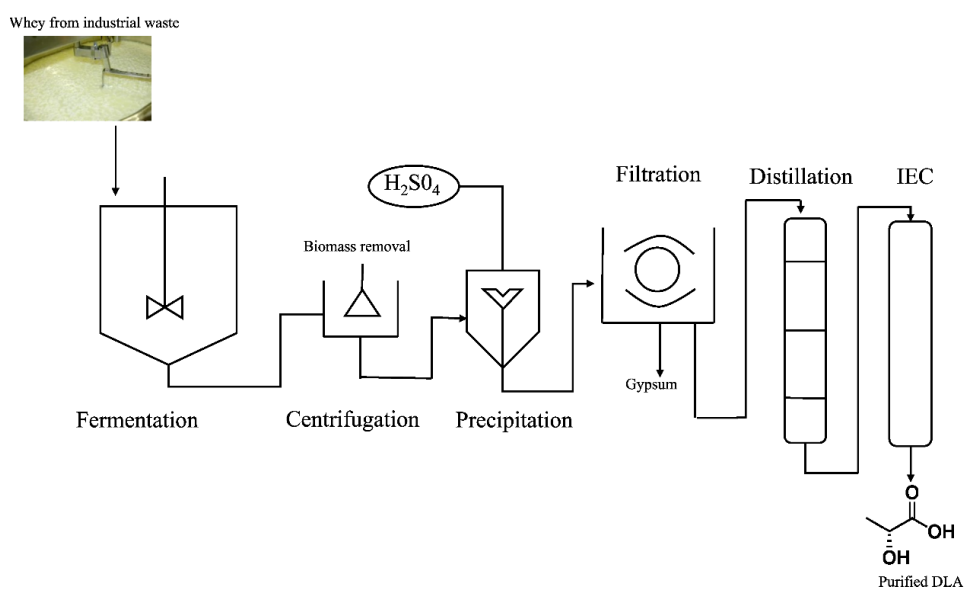 Whey from industrial waste
H₂S0₄
Filtration
Distillation
IEC
Biomass removal
Gypsum
Fermentation
Centrifugation
Precipitation
O
OH
OH
Purified DLA